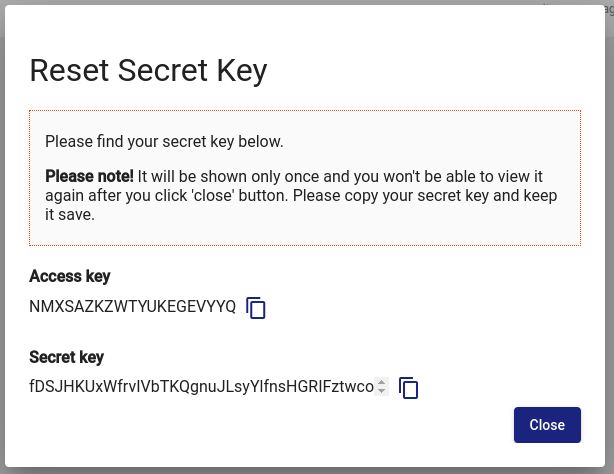 Reset Secret Key
Please find your secret key below.
Please note! It will be shown only once and you won't be able to view it
again after you click 'close' button. Please copy your secret key and keep
it save.
Access key
NMXSAZKZWTYUKEGEVYYQ
Secret key
fDSJHKUxWfrvIVbTKQgnuJLsyYIfnsHGRIFztwco
Close